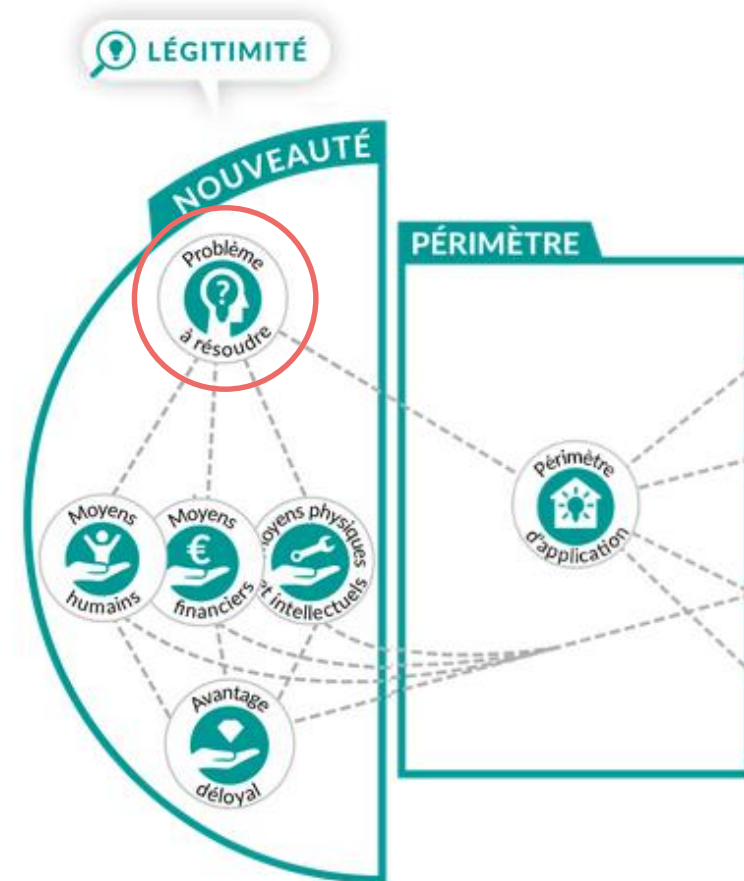 LÉGITIMITÉ
NOUVEAUTÉ
Problème
à résoudre
?
Moyens
humains
Moyens
€
financiers
oyens physiques
et intellectuels
Avantage
déloyal
PÉRIMÈTRE
Périmètre
d'application